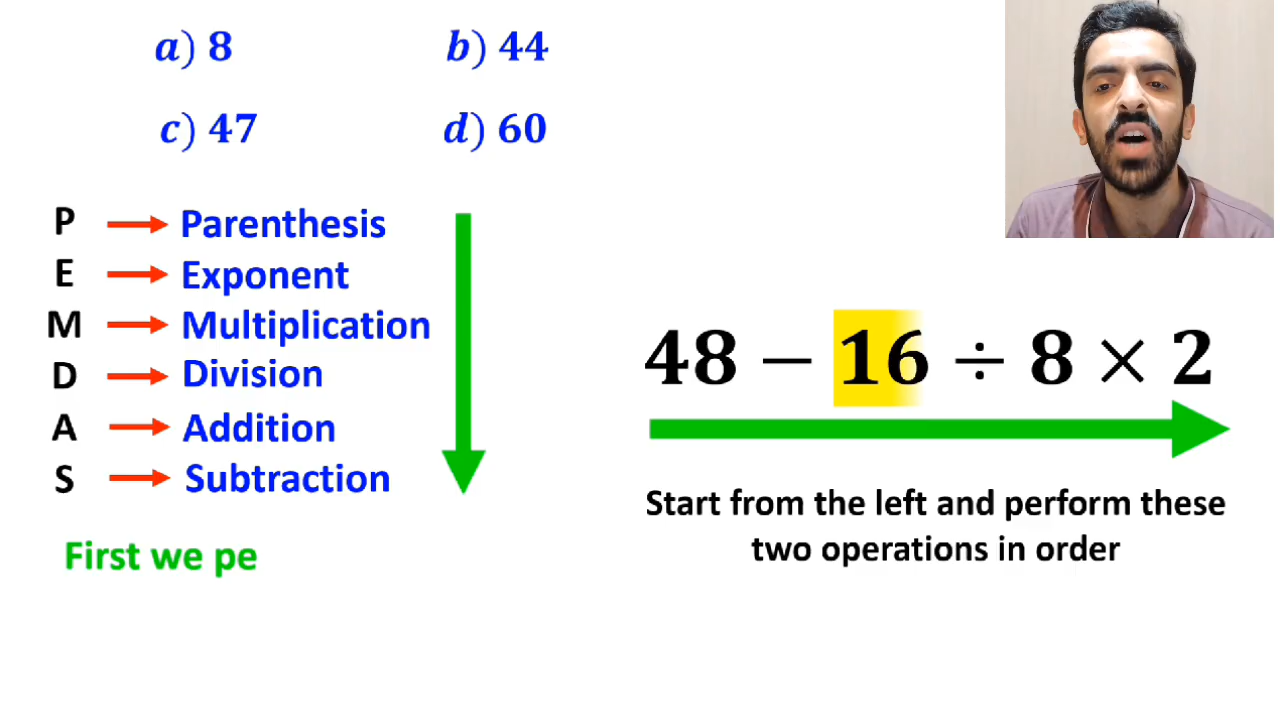 a) 8 b) 44
c) 47 d) 60
P Parenthesis
E Exponent
M Multiplication
D Division
A Addition
S Subtraction
First we pe
48 − 16 ÷ 8 × 2
Start from the left and perform these
two operations in order